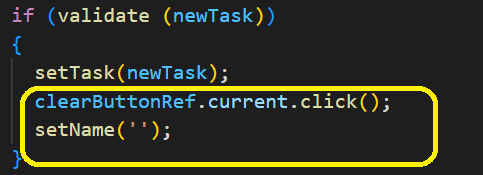 if (validate (newTask))
{
setTask(newTask);
clearButtonRef.current.click();
setName('');
}